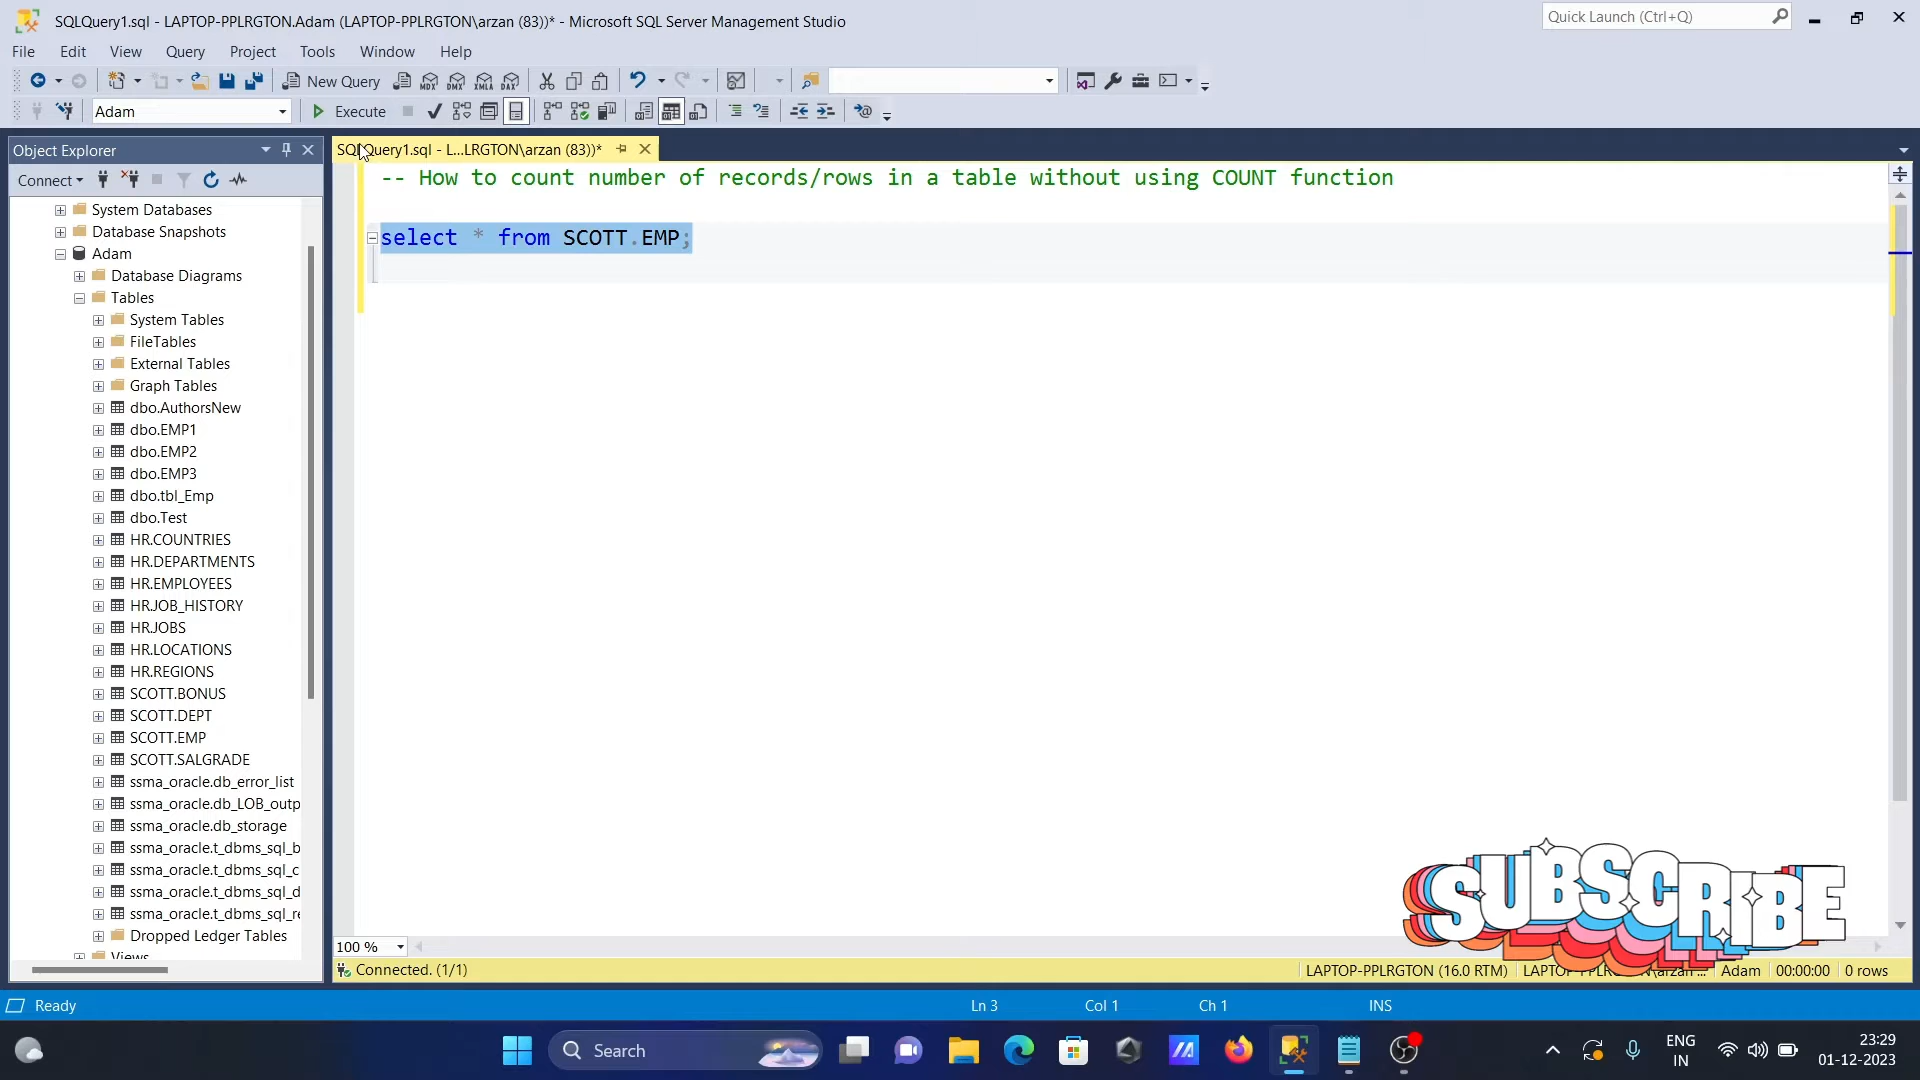 SQLQuery1.sql - LAPTOP-PPLRGTON.Adam (LAPTOP-PPLRGTON\arzan (83))* - Microsoft SQL Server Management Studio
Quick Launch (Ctrl+Q)
File Edit View Query Project Tools Window Help
New Query MDX DMX XMLA DAX
Adam Execute
Object Explorer
SQLQuery1.sql - L...LRGTON\arzan (83))*
Connect
-- How to count number of records/rows in a table without using COUNT function
select * from SCOTT.EMP;
System Databases
Database Snapshots
Adam
Database Diagrams
Tables
System Tables
FileTables
External Tables
Graph Tables
dbo.AuthorsNew
dbo.EMP1
dbo.EMP2
dbo.EMP3
dbo.tbl_Emp
dbo.Test
HR.COUNTRIES
HR.DEPARTMENTS
HR.EMPLOYEES
HR.JOB_HISTORY
HR.JOBS
HR.LOCATIONS
HR.REGIONS
SCOTT.BONUS
SCOTT.DEPT
SCOTT.EMP
SCOTT.SALGRADE
ssma_oracle.db_error_list
ssma_oracle.db_LOB_outp
ssma_oracle.db_storage
ssma_oracle.t_dbms_sql_b
ssma_oracle.t_dbms_sql_c
ssma_oracle.t_dbms_sql_d
ssma_oracle.t_dbms_sql_re
Dropped Ledger Tables
Views
SUBSCRIBE
100 %
Connected. (1/1)
LAPTOP-PPLRGTON (16.0 RTM) Adam 00:00:00 0 rows
Ready Ln 3 Col 1 Ch 1 INS
Search
ENG
IN
23:29
01-12-2023